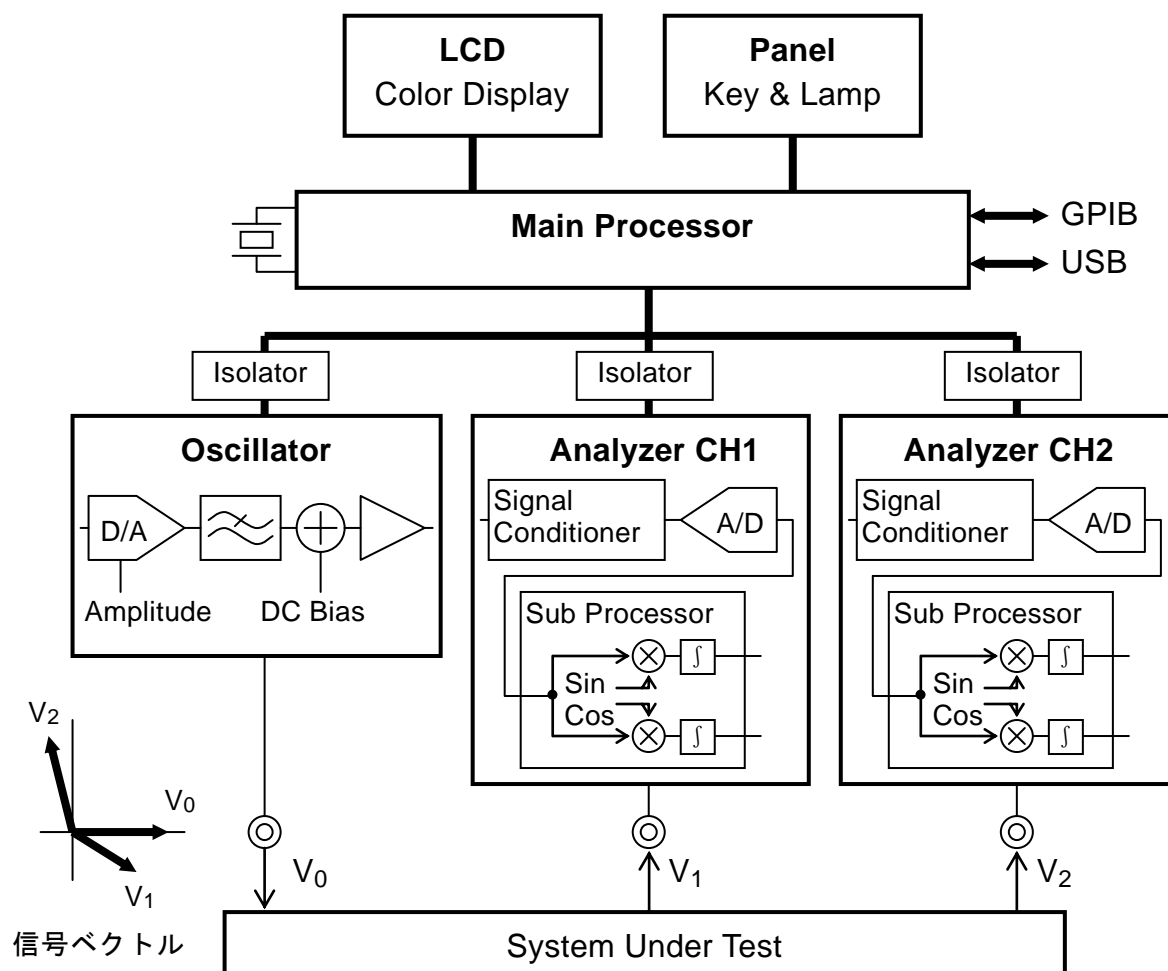 LCD
Color Display
Panel
Key & Lamp
Main Processor
GPIB
USB
Isolator
Isolator
Isolator
Oscillator
D/A
Amplitude
DC Bias
Analyzer CH1
Signal
Conditioner
A/D
Sub Processor
Sin
Cos
∫
∫
Analyzer CH2
Signal
Conditioner
A/D
Sub Processor
Sin
Cos
∫
∫
V2
V0
V1
信号ベクトル
V0
V1
V2
System Under Test